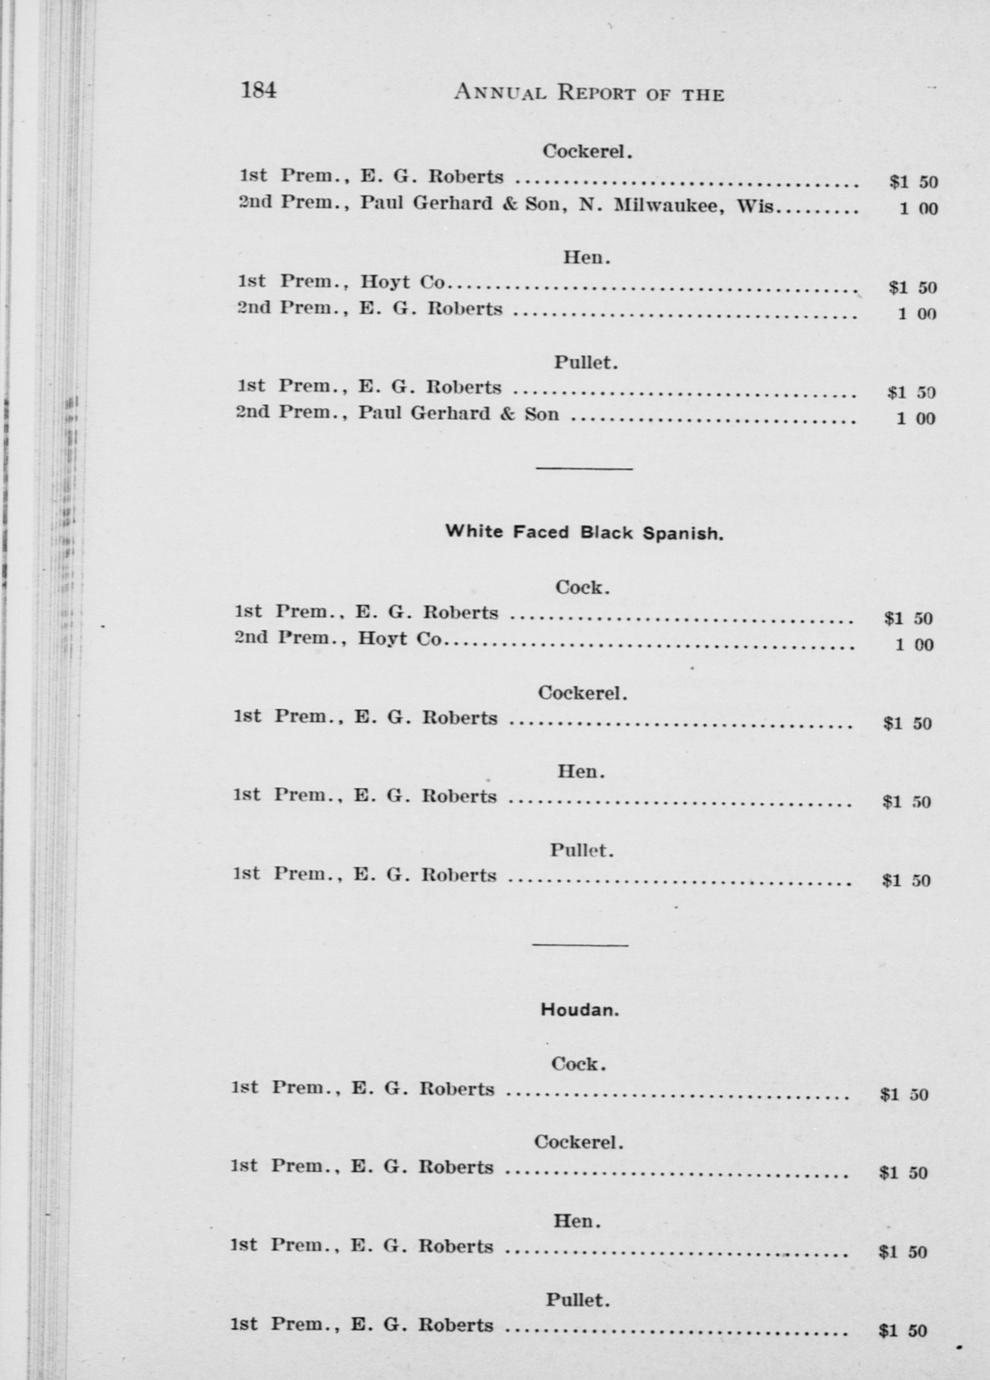 184 ANNUAL REPORT OF THE
Cockerel.
1st Prem., E. G. Roberts .................................... $1 50
2nd Prem., Paul Gerhard & Son, N. Milwaukee, Wis......... 1 00
Hen.
1st Prem., Hoyt Co........................................... $1 50
2nd Prem., E. G. Roberts .................................... 1 00
Pullet.
1st Prem., E. G. Roberts .................................... $1 50
2nd Prem., Paul Gerhard & Son .............................. 1 00
White Faced Black Spanish.
Cock.
1st Prem., E. G. Roberts .................................... $1 50
2nd Prem., Hoyt Co........................................... 1 00
Cockerel.
1st Prem., E. G. Roberts .................................... $1 50
Hen.
1st Prem., E. G. Roberts .................................... $1 50
Pullet.
1st Prem., E. G. Roberts .................................... $1 50
Houdan.
Cock.
1st Prem., E. G. Roberts .................................... $1 50
Cockerel.
1st Prem., E. G. Roberts .................................... $1 50
Hen.
1st Prem., E. G. Roberts .................................... $1 50
Pullet.
1st Prem., E. G. Roberts .................................... $1 50